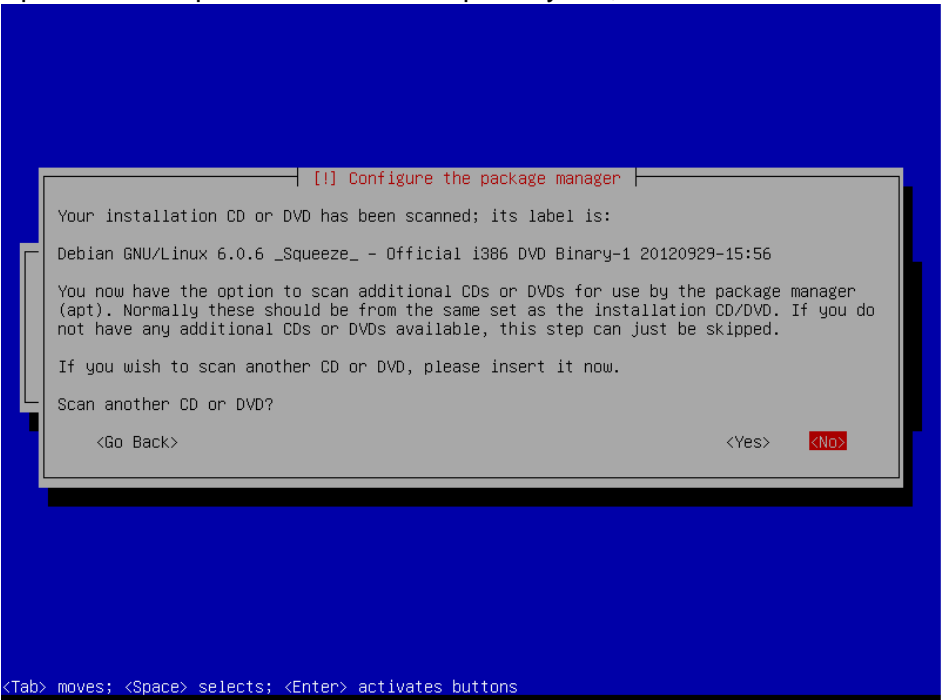 [!] Configure the package manager
Your installation CD or DVD has been scanned; its label is:
Debian GNU/Linux 6.0.6 _Squeeze_ - Official i386 DVD Binary-1 20120929-15:56
You now have the option to scan additional CDs or DVDs for use by the package manager
(apt). Normally these should be from the same set as the installation CD/DVD. If you do
not have any additional CDs or DVDs available, this step can just be skipped.
If you wish to scan another CD or DVD, please insert it now.
Scan another CD or DVD?
<Go Back> <Yes> <No>
<Tab> moves; <Space> selects; <Enter> activates buttons